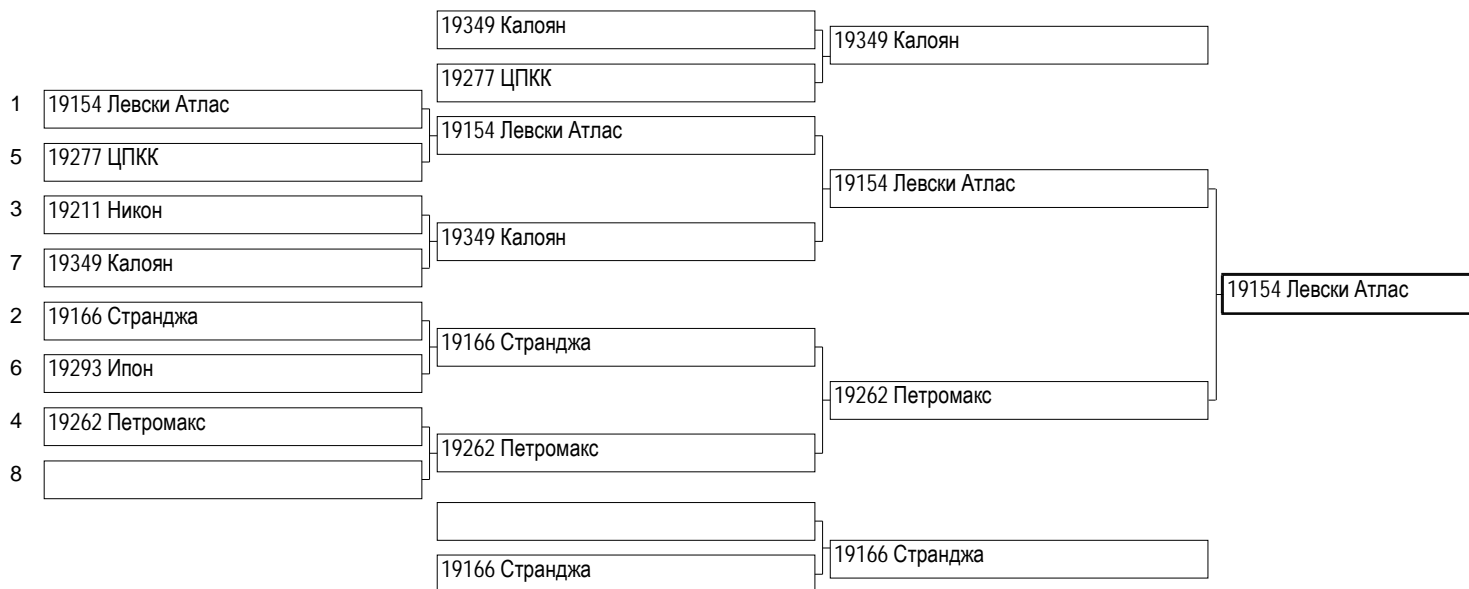 19349 Калоян
19349 Калоян
19277 ЦПКК
1 19154 Левски Атлас
19154 Левски Атлас
5 19277 ЦПКК
19154 Левски Атлас
3 19211 Никон
19349 Калоян
7 19349 Калоян
19154 Левски Атлас
2 19166 Странджа
19166 Странджа
6 19293 Ипон
19262 Петромакс
4 19262 Петромакс
19262 Петромакс
8
19166 Странджа
19166 Странджа